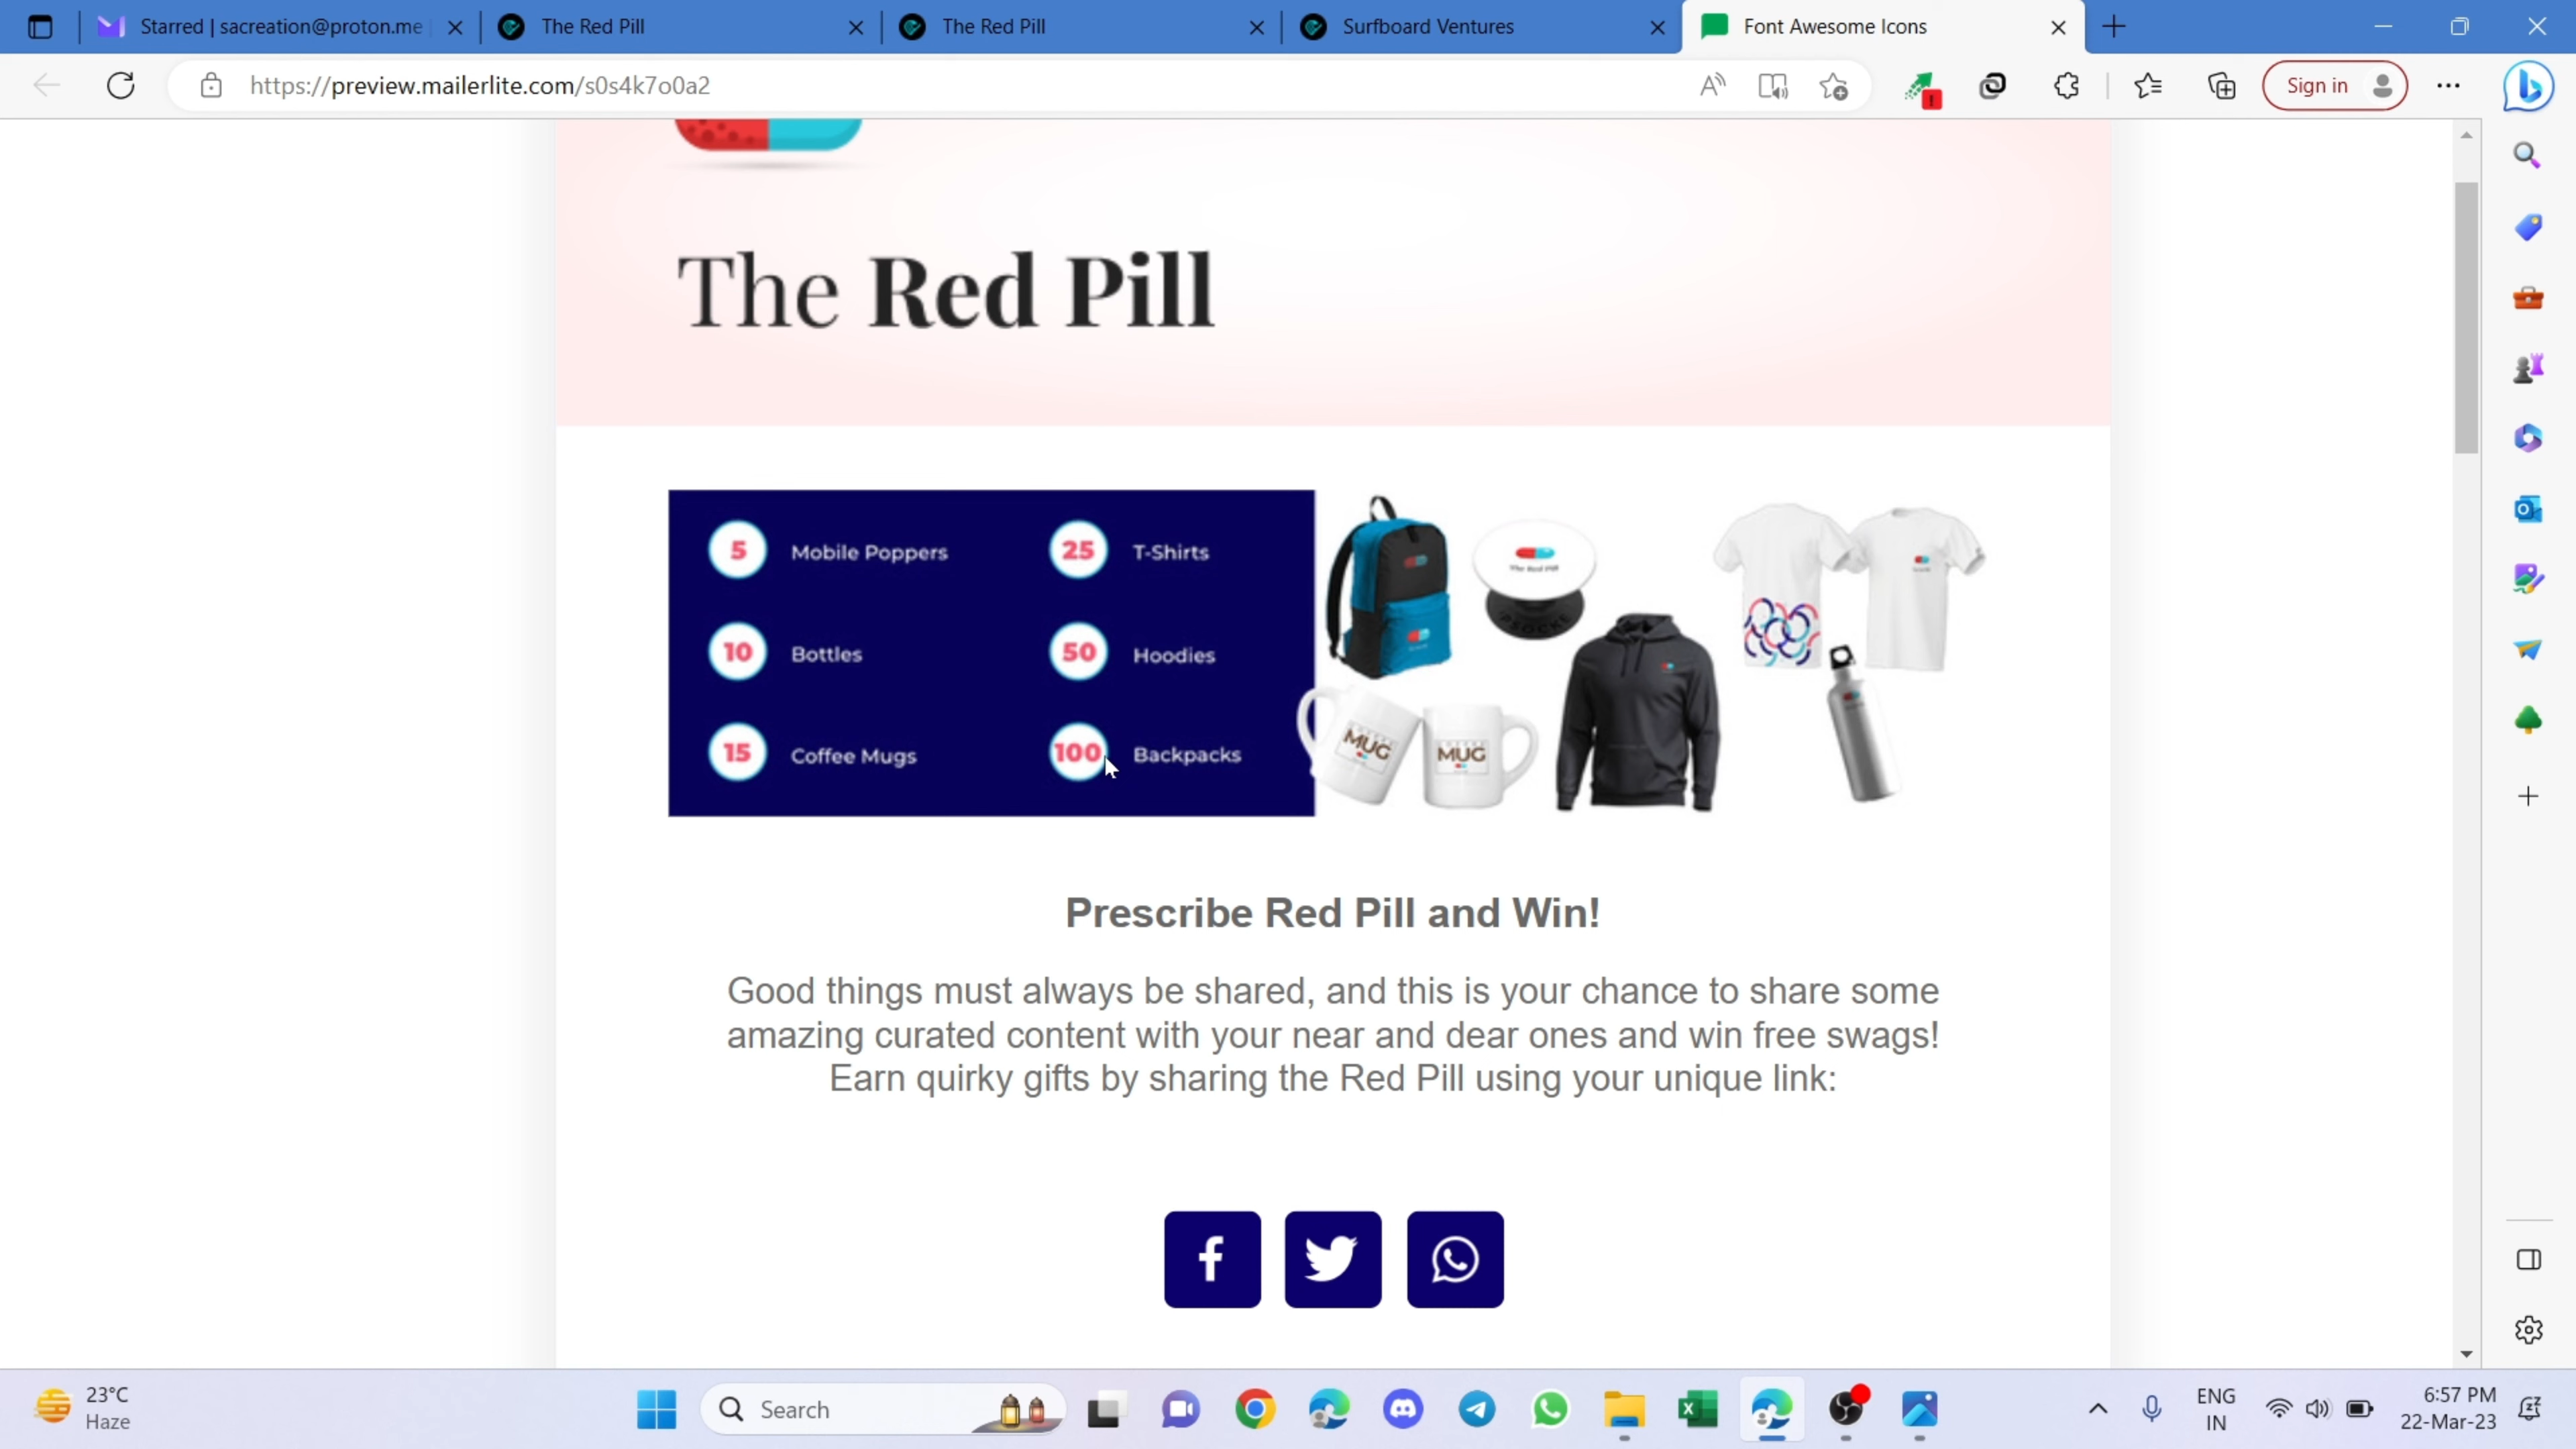 Starred | sacreation@proton.me
The Red Pill
The Red Pill
Surfboard Ventures
Font Awesome Icons
https://preview.mailerlite.com/s0s4k7o0a2
Sign in
The Red Pill
5 Mobile Poppers
25 T-Shirts
10 Bottles
50 Hoodies
15 Coffee Mugs
100 Backpacks
The Red Pill
MUG
MUG
Prescribe Red Pill and Win!
Good things must always be shared, and this is your chance to share some
amazing curated content with your near and dear ones and win free swags!
Earn quirky gifts by sharing the Red Pill using your unique link:
23°C
Haze
Search
ENG
IN
6:57 PM
22-Mar-23